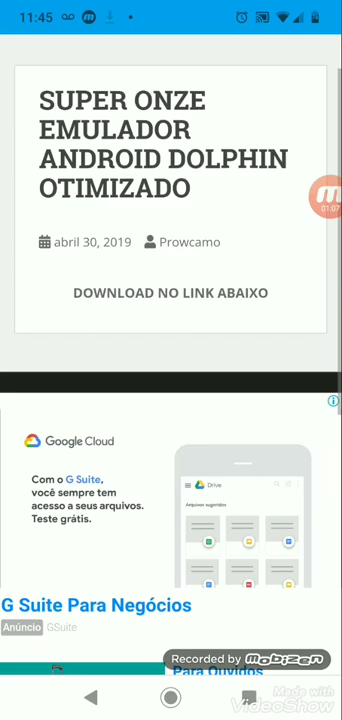 11:45
SUPER ONZE
EMULADOR
ANDROID DOLPHIN
OTIMIZADO
01:07
abril 30, 2019 Prowcamo
DOWNLOAD NO LINK ABAIXO
Google Cloud
Com o G Suite,
você sempre tem
acesso a seus arquivos.
Teste grátis.
Drive
Arquivos sugeridos
G Suite Para Negócios
Anúncio GSuite
Recorded by mobizen
Para Ouvidos
Made with
VideoShow